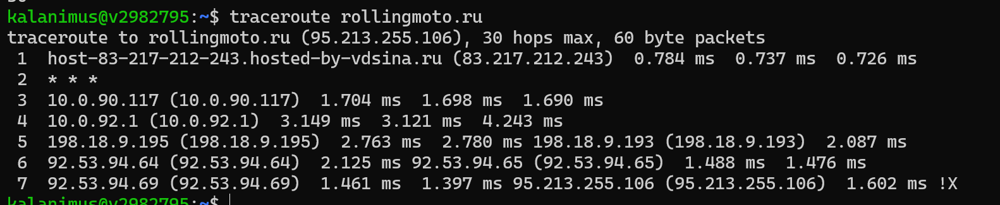 kalanimus@v2982795:~$ traceroute rollingmoto.ru
traceroute to rollingmoto.ru (95.213.255.106), 30 hops max, 60 byte packets
1 host-83-217-212-243.hosted-by-vdsina.ru (83.217.212.243) 0.784 ms 0.737 ms 0.726 ms
2 * * *
3 10.0.90.117 (10.0.90.117) 1.704 ms 1.698 ms 1.690 ms
4 10.0.92.1 (10.0.92.1) 3.149 ms 3.121 ms 4.243 ms
5 198.18.9.195 (198.18.9.195) 2.763 ms 2.780 ms 198.18.9.193 (198.18.9.193) 2.087 ms
6 92.53.94.64 (92.53.94.64) 2.125 ms 92.53.94.65 (92.53.94.65) 1.488 ms 1.476 ms
7 92.53.94.69 (92.53.94.69) 1.461 ms 1.397 ms 95.213.255.106 (95.213.255.106) 1.602 ms !X
kalanimus@v2982795:~$